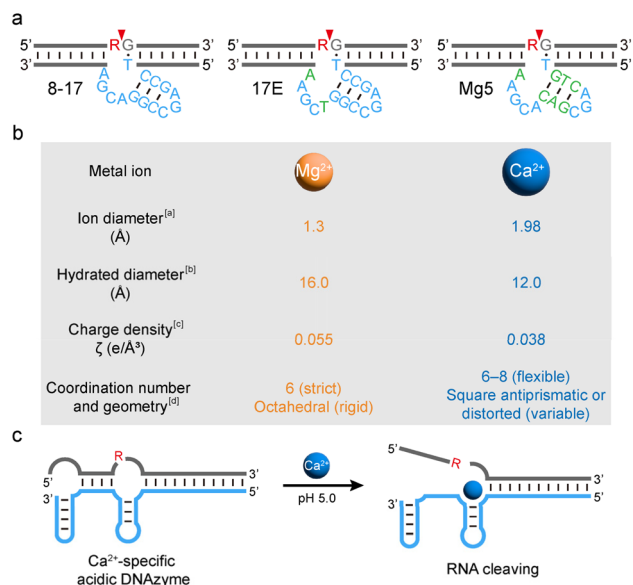 a
5' R G 3' 5' R G 3' 5' R G 3'
3' T 5' 3' T 5' 3' T 5'
8-17 17E Mg5
b
Metal ion Mg²⁺ Ca²⁺
Ion diameter[a]
(Å)
1.3 1.98
Hydrated diameter[b]
(Å)
16.0 12.0
Charge density[c]
ζ (e/Å³)
0.055 0.038
Coordination number
and geometry[d]
6 (strict)
Octahedral (rigid)
6–8 (flexible)
Square antiprismatic or
distorted (variable)
c
R
3'
3' 5'
5'
Ca²⁺-specific
acidic DNAzyme
Ca²⁺
pH 5.0
5'
R
3'
3' 5'
RNA cleaving